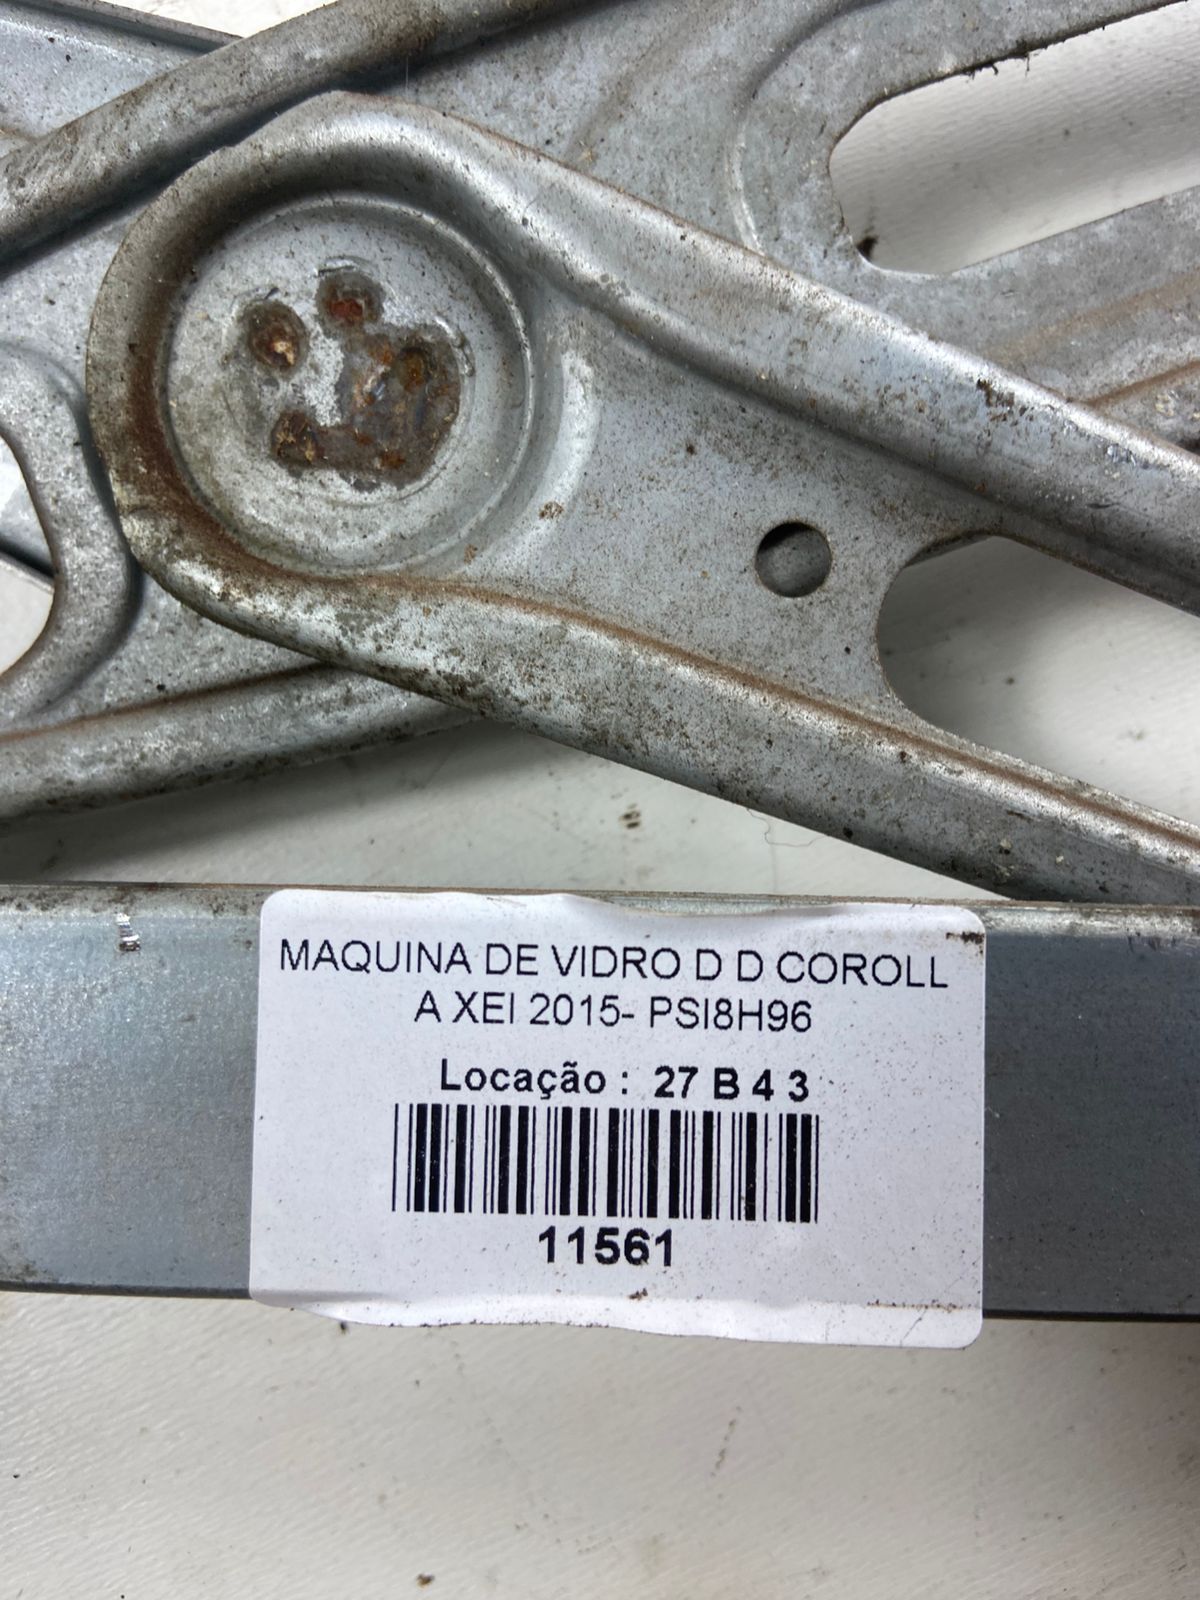 MAQUINA DE VIDRO D D COROLL
A XEI 2015- PSI8H96
Locação : 27 B 4 3
11561